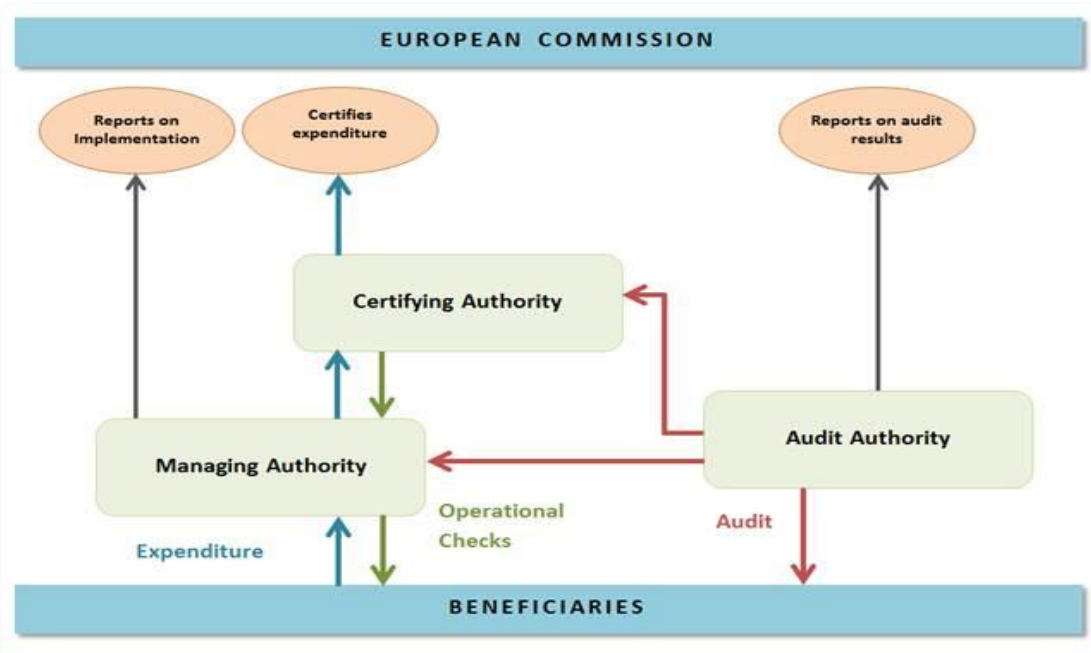 EUROPEAN COMMISSION
Reports on
Implementation
Certifies
expenditure
Reports on audit
results
Certifying Authority
Audit Authority
Managing Authority
Operational
Checks
Audit
Expenditure
BENEFICIARIES